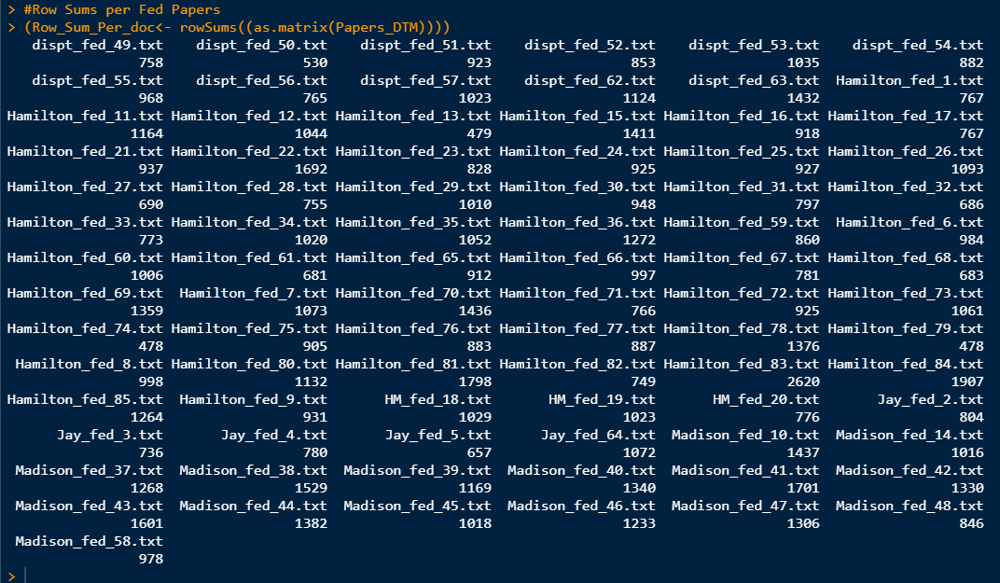 > #Row Sums per Fed Papers
> (Row_Sum_Per_doc<- rowSums((as.matrix(Papers_DTM))))
dispt_fed_49.txt dispt_fed_50.txt dispt_fed_51.txt dispt_fed_52.txt dispt_fed_53.txt dispt_fed_54.txt
758 530 923 853 1035 882
dispt_fed_55.txt dispt_fed_56.txt dispt_fed_57.txt dispt_fed_62.txt dispt_fed_63.txt Hamilton_fed_1.txt
968 765 1023 1124 1432 767
Hamilton_fed_11.txt Hamilton_fed_12.txt Hamilton_fed_13.txt Hamilton_fed_15.txt Hamilton_fed_16.txt Hamilton_fed_17.txt
1164 1044 479 1411 918 767
Hamilton_fed_21.txt Hamilton_fed_22.txt Hamilton_fed_23.txt Hamilton_fed_24.txt Hamilton_fed_25.txt Hamilton_fed_26.txt
937 1692 828 925 927 1093
Hamilton_fed_27.txt Hamilton_fed_28.txt Hamilton_fed_29.txt Hamilton_fed_30.txt Hamilton_fed_31.txt Hamilton_fed_32.txt
690 755 1010 948 797 686
Hamilton_fed_33.txt Hamilton_fed_34.txt Hamilton_fed_35.txt Hamilton_fed_36.txt Hamilton_fed_59.txt Hamilton_fed_6.txt
773 1020 1052 1272 860 984
Hamilton_fed_60.txt Hamilton_fed_61.txt Hamilton_fed_65.txt Hamilton_fed_66.txt Hamilton_fed_67.txt Hamilton_fed_68.txt
1006 681 912 997 781 683
Hamilton_fed_69.txt Hamilton_fed_7.txt Hamilton_fed_70.txt Hamilton_fed_71.txt Hamilton_fed_72.txt Hamilton_fed_73.txt
1359 1073 1436 766 925 1061
Hamilton_fed_74.txt Hamilton_fed_75.txt Hamilton_fed_76.txt Hamilton_fed_77.txt Hamilton_fed_78.txt Hamilton_fed_79.txt
478 905 883 887 1376 478
Hamilton_fed_8.txt Hamilton_fed_80.txt Hamilton_fed_81.txt Hamilton_fed_82.txt Hamilton_fed_83.txt Hamilton_fed_84.txt
998 1132 1798 749 2620 1907
Hamilton_fed_85.txt Hamilton_fed_9.txt HM_fed_18.txt HM_fed_19.txt HM_fed_20.txt Jay_fed_2.txt
1264 931 1029 1023 776 804
Jay_fed_3.txt Jay_fed_4.txt Jay_fed_5.txt Jay_fed_64.txt Madison_fed_10.txt Madison_fed_14.txt
736 780 657 1072 1437 1016
Madison_fed_37.txt Madison_fed_38.txt Madison_fed_39.txt Madison_fed_40.txt Madison_fed_41.txt Madison_fed_42.txt
1268 1529 1169 1340 1701 1330
Madison_fed_43.txt Madison_fed_44.txt Madison_fed_45.txt Madison_fed_46.txt Madison_fed_47.txt Madison_fed_48.txt
1601 1382 1018 1233 1306 846
Madison_fed_58.txt
978
>